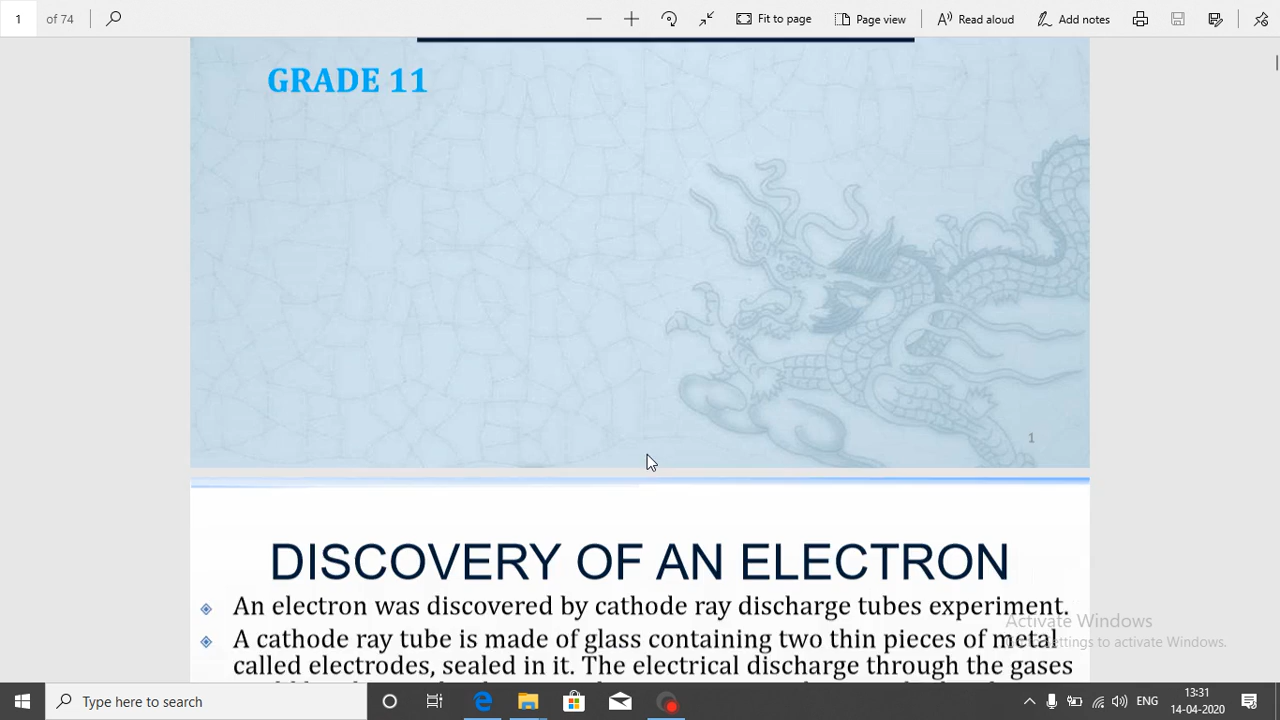 1 of 74
Fit to page
Page view
Read aloud
Add notes
GRADE 11
1
DISCOVERY OF AN ELECTRON
An electron was discovered by cathode ray discharge tubes experiment.
A cathode ray tube is made of glass containing two thin pieces of metal
called electrodes, sealed in it. The electrical discharge through the gases
Activate Windows
Settings to activate Windows.
Type here to search
ENG
13:31
14-04-2020